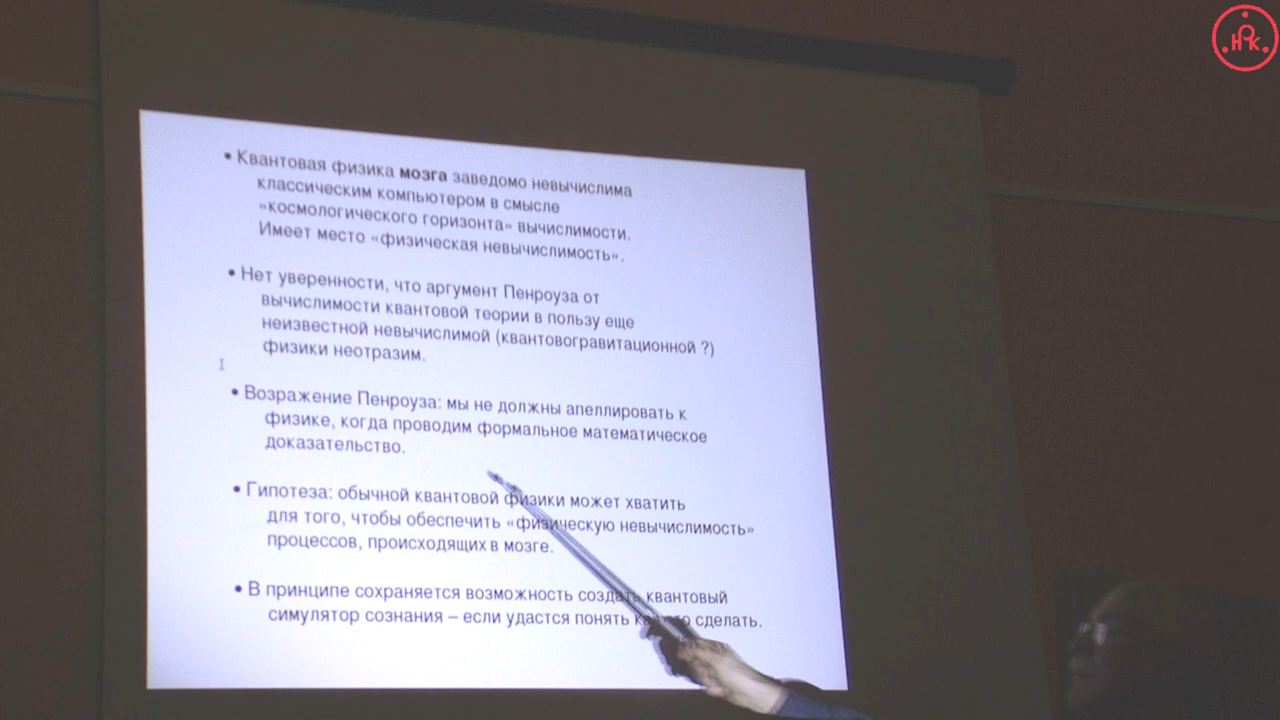 • Квантовая физика мозга заведомо невычислима
классическим компьютером в смысле
«космологического горизонта» вычислимости.
Имеет место «физическая невычислимость».
• Нет уверенности, что аргумент Пенроуза от
вычислимости квантовой теории в пользу еще
неизвестной невычислимой (квантовогравитационной ?)
физики неотразим.
• Возражение Пенроуза: мы не должны апеллировать к
физике, когда проводим формальное математическое
доказательство.
• Гипотеза: обычной квантовой физики может хватить
для того, чтобы обеспечить «физическую невычислимость»
процессов, происходящих в мозге.
• В принципе сохраняется возможность создать квантовый
симулятор сознания – если удастся понять как это сделать.